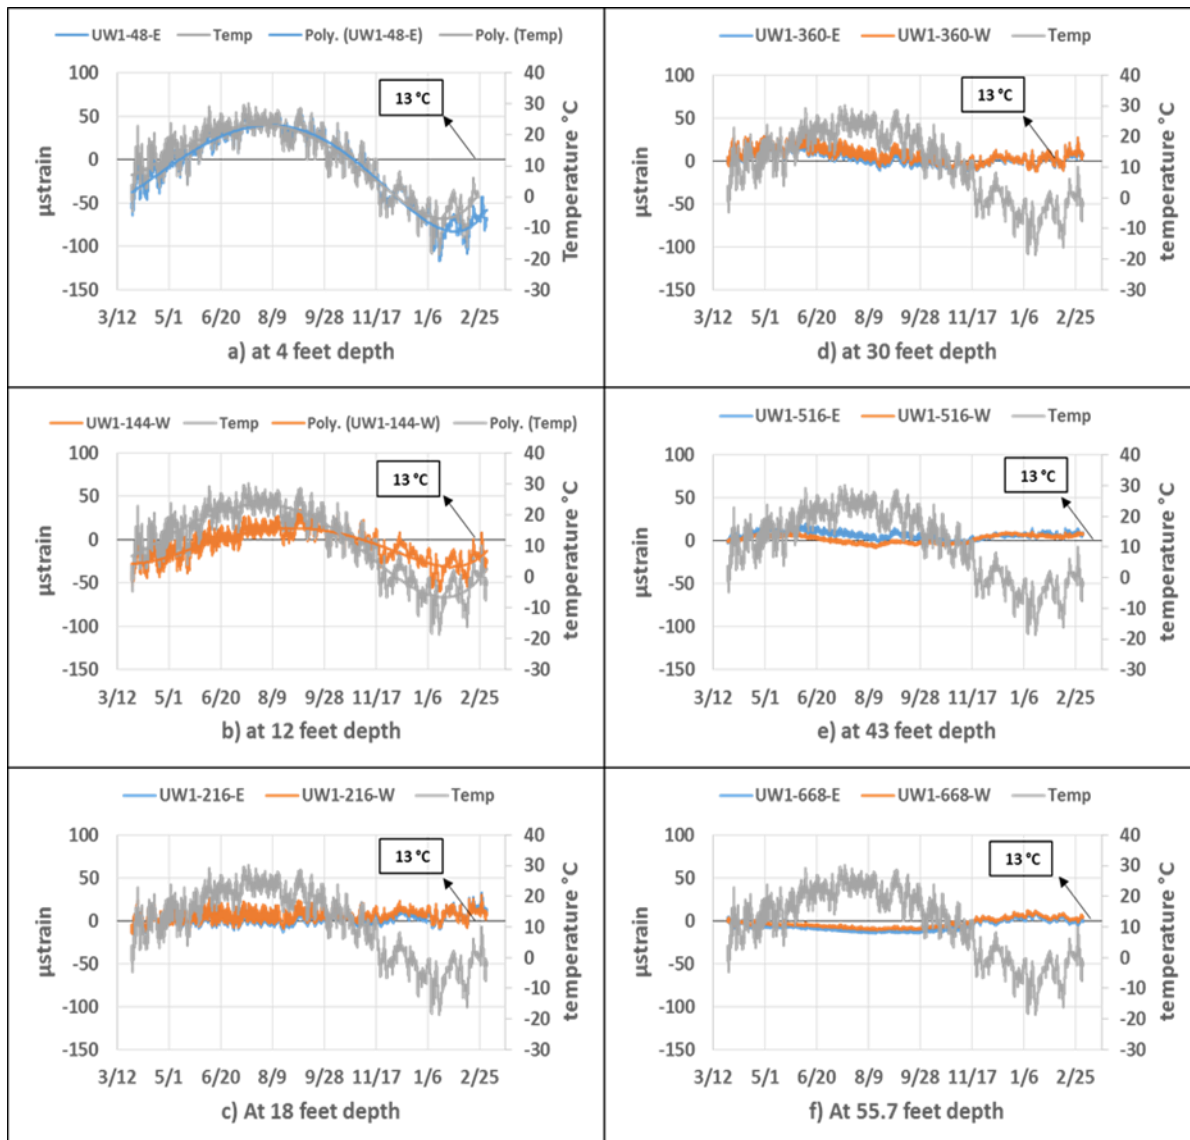 UW1-48-E Temp Poly. (UW1-48-E) Poly. (Temp)
100 40
13 °C
30
50
20
0 10
0
-50
-10
-100
-20
-150 -30
µstrain
Temperature °C
3/12 5/1 6/20 8/9 9/28 11/17 1/6 2/25
a) at 4 feet depth
UW1-360-E UW1-360-W Temp
100 40
13 °C
30
50
20
0 10
0
-50
-10
-100
-20
-150 -30
µstrain
temperature °C
3/12 5/1 6/20 8/9 9/28 11/17 1/6 2/25
d) at 30 feet depth
UW1-144-W Temp Poly. (UW1-144-W) Poly. (Temp)
100 40
13 °C
30
50
20
0 10
0
-50
-10
-100
-20
-150 -30
µstrain
temperature °C
3/12 5/1 6/20 8/9 9/28 11/17 1/6 2/25
b) at 12 feet depth
UW1-516-E UW1-516-W Temp
100 40
13 °C
30
50
20
0 10
0
-50
-10
-100
-20
-150 -30
µstrain
temperature °C
3/12 5/1 6/20 8/9 9/28 11/17 1/6 2/25
e) at 43 feet depth
UW1-216-E UW1-216-W Temp
100 40
13 °C
30
50
20
0 10
0
-50
-10
-100
-20
-150 -30
µstrain
temperature °C
3/12 5/1 6/20 8/9 9/28 11/17 1/6 2/25
c) At 18 feet depth
UW1-668-E UW1-668-W Temp
100 40
13 °C
30
50
20
0 10
0
-50
-10
-100
-20
-150 -30
µstrain
temperature °C
3/12 5/1 6/20 8/9 9/28 11/17 1/6 2/25
f) At 55.7 feet depth